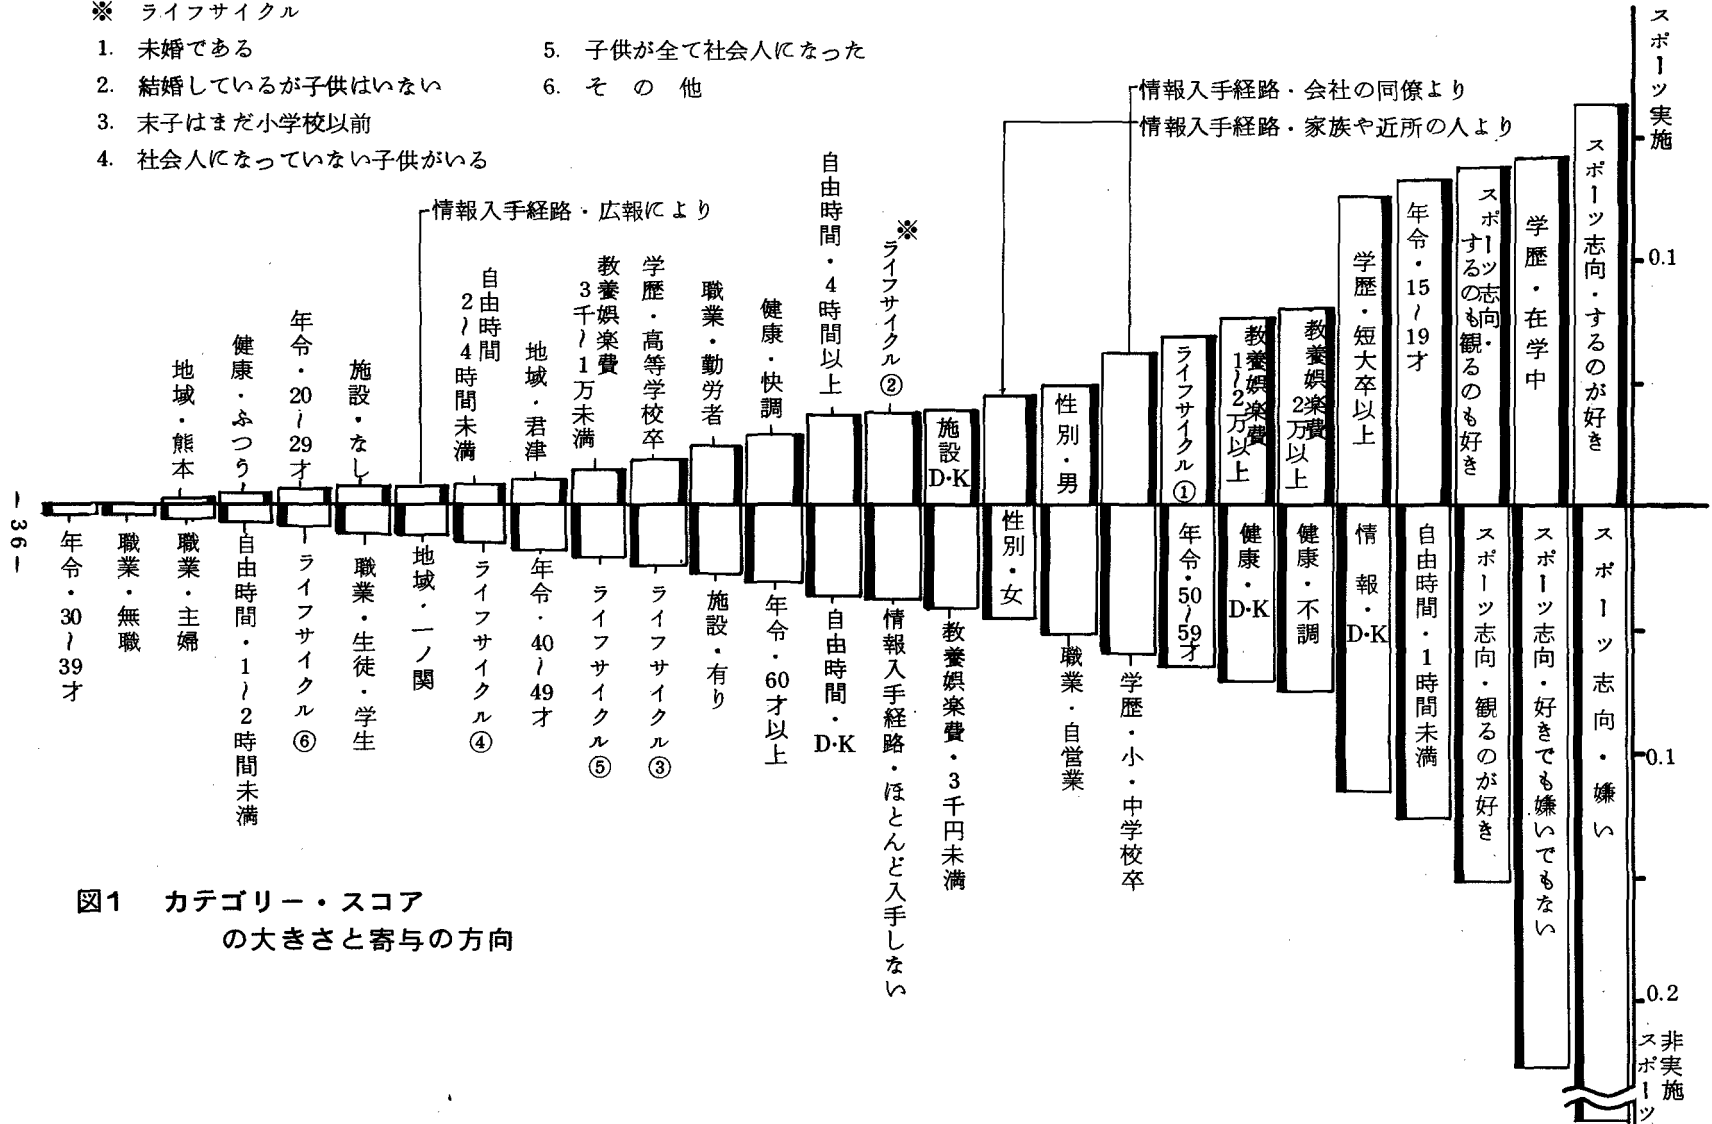 ※ ライフサイクル
1. 未婚である
2. 結婚しているが子供はいない
3. 末子はまだ小学校以前
4. 社会人になっていない子供がいる
5. 子供が全て社会人になった
6. その他
情報入手経路・会社の同僚より
情報入手経路・家族や近所の人より
情報入手経路・広報により
地域・熊本
健康・ふつう
年令・20~29才
施設・なし
自由時間
2~4時間未満
地域・君津
教養娯楽費
3千~1万未満
学歴・高等学校卒
職業・勤労者
健康・快調
自由時間・4時間以上
※
ライフサイクル②
施設D·K
性別・男
ライフサイクル①
教養娯楽費
1~2万以上
教養娯楽費
2万以上
学歴・短大卒以上
年令・15~19才
スポーツ志向・
するのも観るのも好き
学歴・在学中
スポーツ志向・するのが好き
スポーツ実施
0.1
年令・30~39才
職業・無職
職業・主婦
自由時間・1~2時間未満
ライフサイクル⑥
職業・生徒・学生
地域・一ノ関
ライフサイクル④
年令・40~49才
ライフサイクル⑤
ライフサイクル③
施設・有り
年令・60才以上
自由時間・D·K
情報入手経路・ほとんど入手しない
教養娯楽費・3千円未満
性別・女
職業・自営業
学歴・小・中学校卒
年令・50~59才
健康・D·K
健康・不調
情報・D·K
自由時間・1時間未満
スポーツ志向・観るのが好き
スポーツ志向・好きでも嫌いでもない
スポーツ志向・嫌い
0.1
0.2
非実施
スポーツ
図1 カテゴリー・スコア
の大きさと寄与の方向
— 36 —